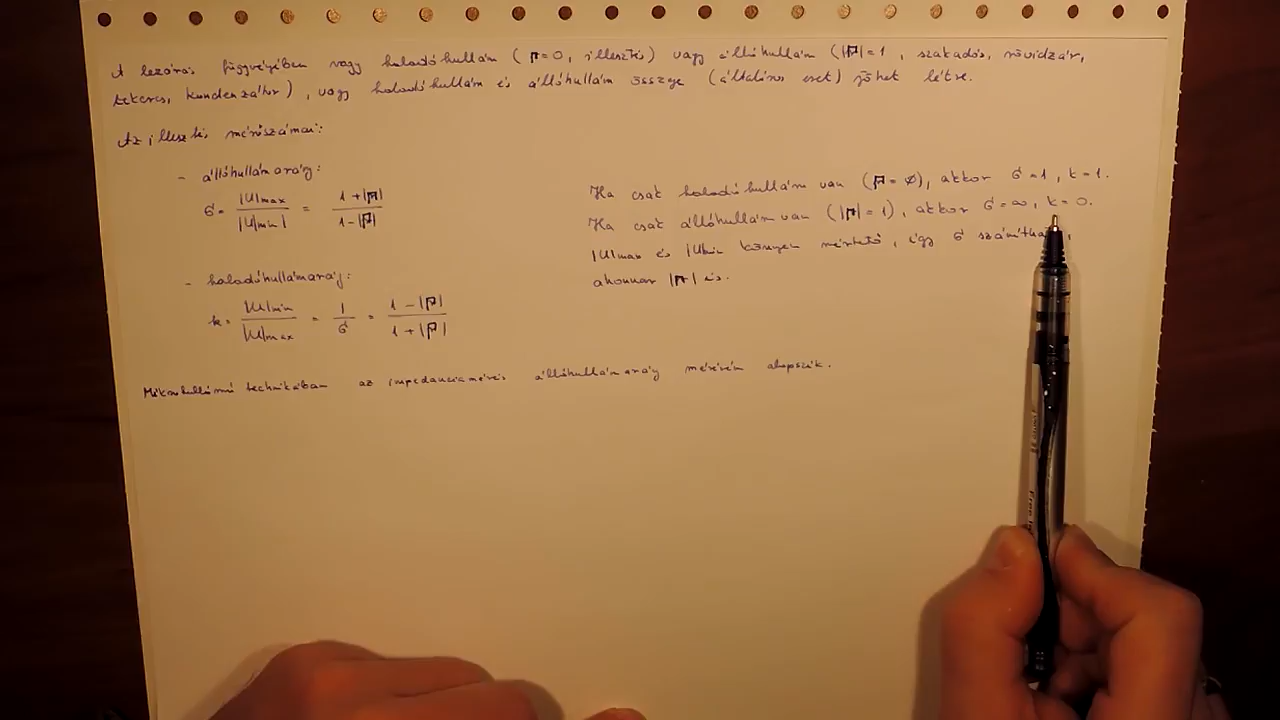 A lezárás függvényében vagy haladóhullám (Γ=0, illesztés) vagy állóhullám (|Γ|=1, szakadás, rövidzár,
tekercs, kondenzátor), vagy haladóhullám és állóhullám összege (általános eset) jöhet létre.
Az illesztés mérőszámai:
- állóhullámarány:
σ = |U|max / |U|min| = 1+|Γ| / 1-|Γ|
- haladóhullámarány:
k = |U|min / |U|max = 1 / σ = 1-|Γ| / 1+|Γ|
Ha csak haladóhullám van (Γ=∅), akkor σ=1, k=1.
Ha csak állóhullám van (|Γ|=1), akkor σ=∞, k=0.
|U|max és |U|min könnyen mérhető, így σ
ahonnan |Γ| is.
Mikrohullámú technikában az impedanciamérés állóhullámarány mérésén alapszik.